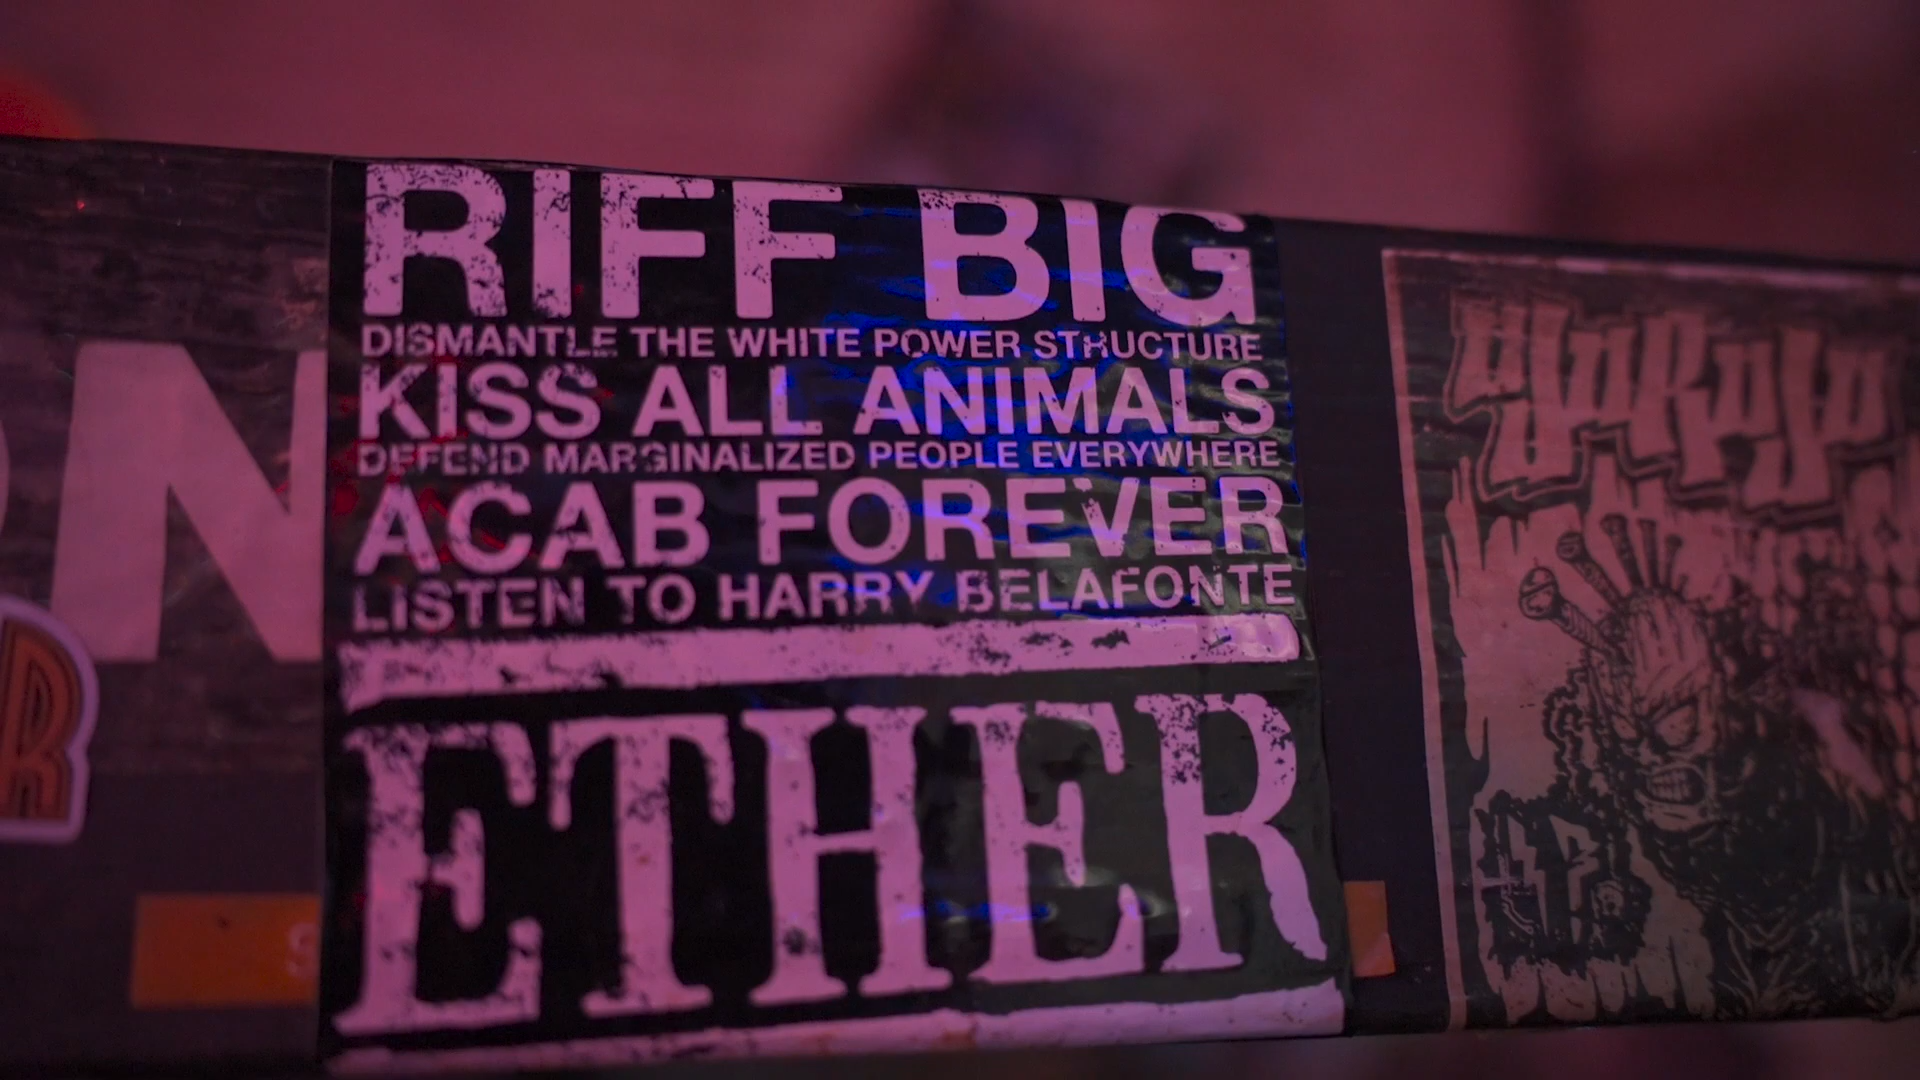 RIFF BIG
DISMANTLE THE WHITE POWER STRUCTURE
KISS ALL ANIMALS
DEFEND MARGINALIZED PEOPLE EVERYWHERE
ACAB FOREVER
LISTEN TO HARRY BELAFONTE
ETHER
N
R
S